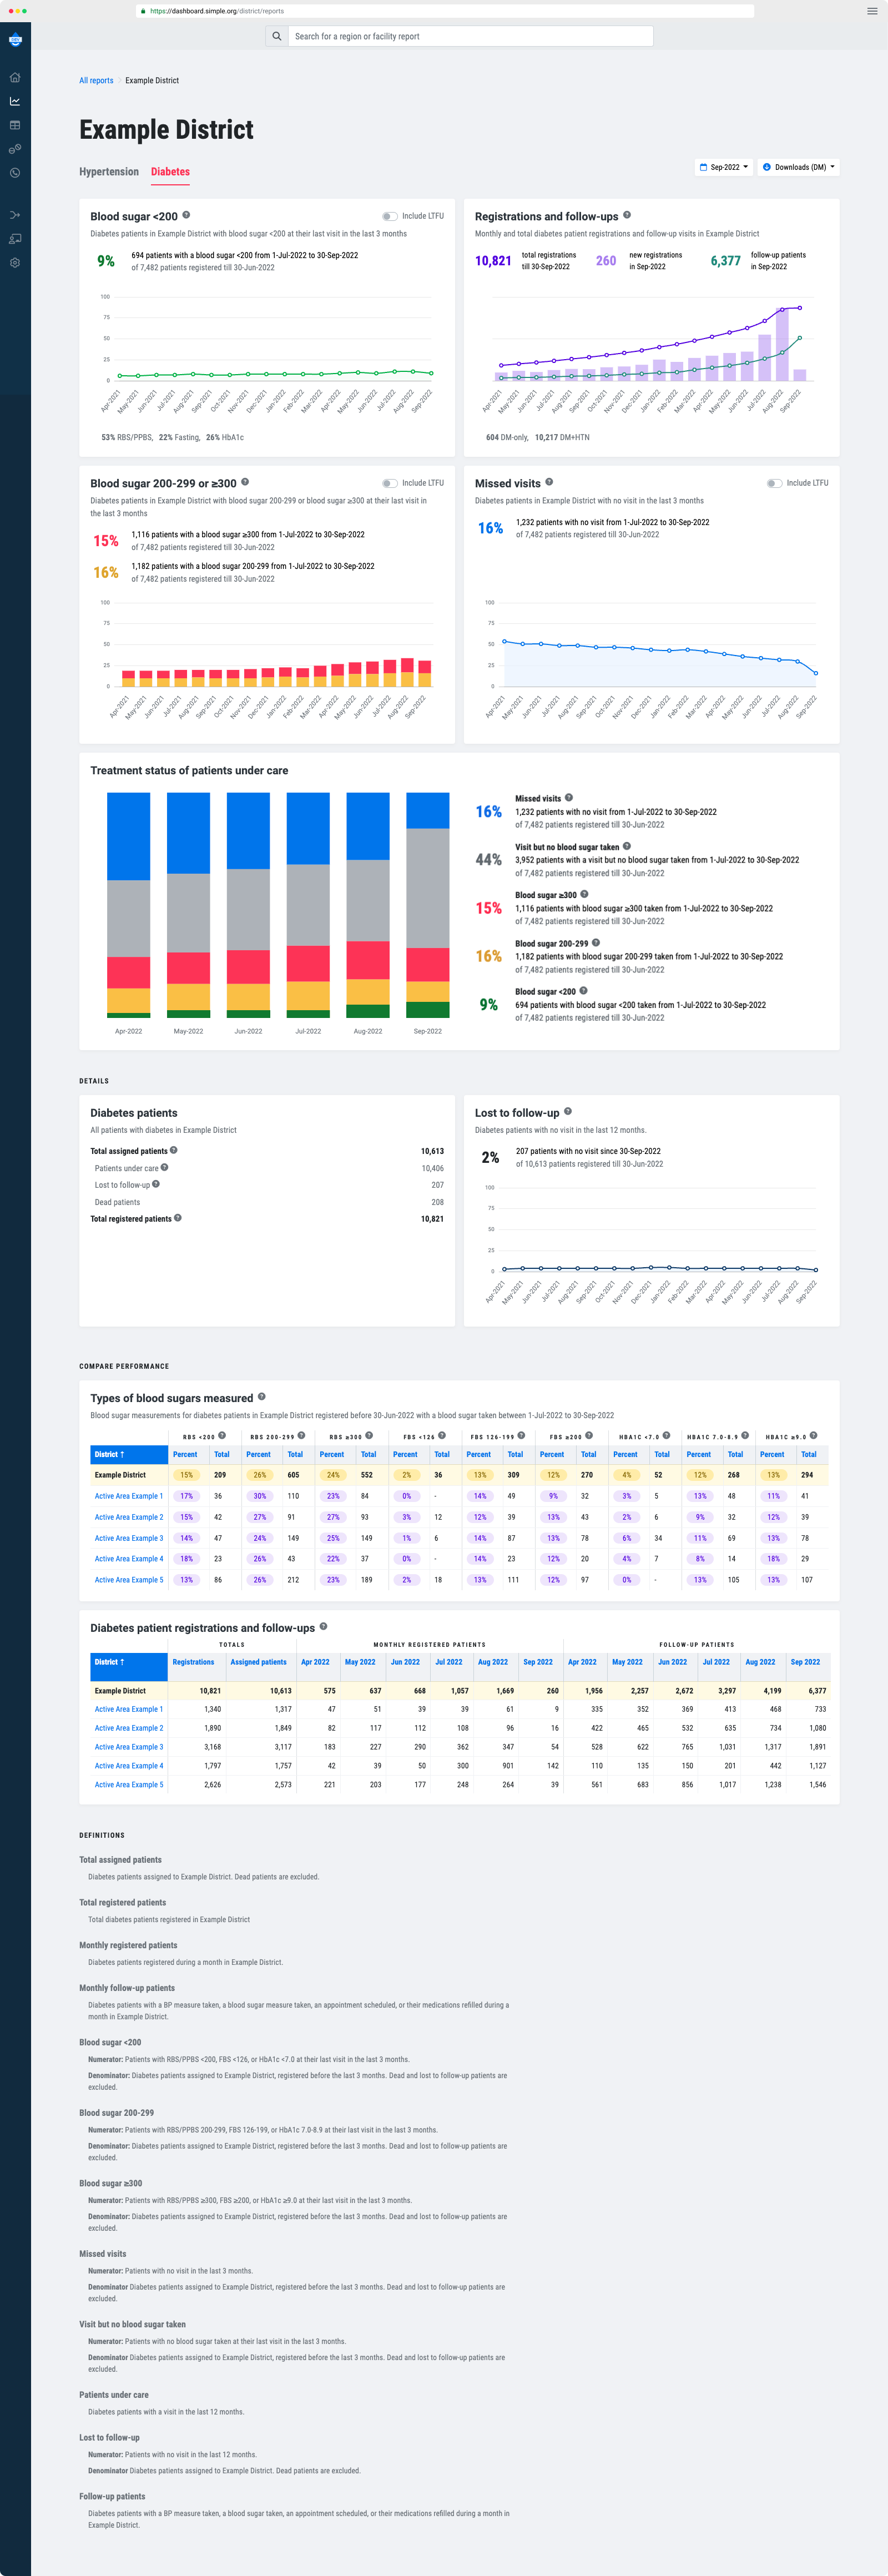 https://dashboard.simple.org/district/reports
Search for a region or facility report
All reports > Example District
Example District
Hypertension Diabetes
Sep-2022 Downloads (DM)
Blood sugar <200
Include LTFU
Diabetes patients in Example District with blood sugar <200 at their last visit in the last 3 months
9%
694 patients with a blood sugar <200 from 1-Jul-2022 to 30-Sep-2022
of 7,482 patients registered till 30-Jun-2022
100
75
50
25
0
Apr-2021 May-2021 Jun-2021 Jul-2021 Aug-2021 Sep-2021 Oct-2021 Nov-2021 Dec-2021 Jan-2022 Feb-2022 Mar-2022 Apr-2022 May-2022 Jun-2022 Jul-2022 Aug-2022 Sep-2022
53% RBS/PPBS, 22% Fasting, 26% HbA1c
Registrations and follow-ups
Monthly and total diabetes patient registrations and follow-up visits in Example District
10,821 total registrations till 30-Sep-2022
260 new registrations in Sep-2022
6,377 follow-up patients in Sep-2022
Apr-2021 May-2021 Jun-2021 Jul-2021 Aug-2021 Sep-2021 Oct-2021 Nov-2021 Dec-2021 Jan-2022 Feb-2022 Mar-2022 Apr-2022 May-2022 Jun-2022 Jul-2022 Aug-2022 Sep-2022
604 DM-only, 10,217 DM+HTN
Blood sugar 200-299 or ≥300
Include LTFU
Diabetes patients in Example District with blood sugar 200-299 or blood sugar ≥300 at their last visit in
the last 3 months
15%
1,116 patients with a blood sugar ≥300 from 1-Jul-2022 to 30-Sep-2022
of 7,482 patients registered till 30-Jun-2022
16%
1,182 patients with a blood sugar 200-299 from 1-Jul-2022 to 30-Sep-2022
of 7,482 patients registered till 30-Jun-2022
100
75
50
25
0
Apr-2021 May-2021 Jun-2021 Jul-2021 Aug-2021 Sep-2021 Oct-2021 Nov-2021 Dec-2021 Jan-2022 Feb-2022 Mar-2022 Apr-2022 May-2022 Jun-2022 Jul-2022 Aug-2022 Sep-2022
Missed visits
Include LTFU
Diabetes patients in Example District with no visit in the last 3 months
16%
1,232 patients with no visit from 1-Jul-2022 to 30-Sep-2022
of 7,482 patients registered till 30-Jun-2022
100
75
50
25
0
Apr-2021 May-2021 Jun-2021 Jul-2021 Aug-2021 Sep-2021 Oct-2021 Nov-2021 Dec-2021 Jan-2022 Feb-2022 Mar-2022 Apr-2022 May-2022 Jun-2022 Jul-2022 Aug-2022 Sep-2022
Treatment status of patients under care
Apr-2022 May-2022 Jun-2022 Jul-2022 Aug-2022 Sep-2022
Missed visits
16%
1,232 patients with no visit from 1-Jul-2022 to 30-Sep-2022
of 7,482 patients registered till 30-Jun-2022
Visit but no blood sugar taken
44%
3,952 patients with a visit but no blood sugar taken from 1-Jul-2022 to 30-Sep-2022
of 7,482 patients registered till 30-Jun-2022
Blood sugar ≥300
15%
1,116 patients with blood sugar ≥300 taken from 1-Jul-2022 to 30-Sep-2022
of 7,482 patients registered till 30-Jun-2022
Blood sugar 200-299
16%
1,182 patients with blood sugar 200-299 taken from 1-Jul-2022 to 30-Sep-2022
of 7,482 patients registered till 30-Jun-2022
Blood sugar <200
9%
694 patients with blood sugar <200 taken from 1-Jul-2022 to 30-Sep-2022
of 7,482 patients registered till 30-Jun-2022
DETAILS
Diabetes patients
All patients with diabetes in Example District
Total assigned patients 10,613
Patients under care 10,406
Lost to follow-up 207
Dead patients 208
Total registered patients 10,821
Lost to follow-up
Diabetes patients with no visit in the last 12 months.
2%
207 patients with no visit since 30-Sep-2022
of 10,613 patients registered till 30-Jun-2022
100
75
50
25
0
Apr-2021 May-2021 Jun-2021 Jul-2021 Aug-2021 Sep-2021 Oct-2021 Nov-2021 Dec-2021 Jan-2022 Feb-2022 Mar-2022 Apr-2022 May-2022 Jun-2022 Jul-2022 Aug-2022 Sep-2022
COMPARE PERFORMANCE
Types of blood sugars measured
Blood sugar measurements for diabetes patients in Example District registered before 30-Jun-2022 with a blood sugar taken between 1-Jul-2022 to 30-Sep-2022
RBS <200 RBS 200-299 RBS ≥300 FBS <126 FBS 126-199 FBS ≥200 HBA1C <7.0 HBA1C 7.0-8.9 HBA1C ≥9.0
District ↑ Percent Total Percent Total Percent Total Percent Total Percent Total Percent Total Percent Total Percent Total Percent Total
Example District 15% 209 26% 605 24% 552 2% 36 13% 309 12% 270 4% 52 12% 268 13% 294
Active Area Example 1 17% 36 30% 110 23% 84 0% - 14% 49 9% 32 3% 5 13% 48 11% 41
Active Area Example 2 15% 42 27% 91 27% 93 3% 12 12% 39 13% 43 2% 6 9% 32 12% 39
Active Area Example 3 14% 47 24% 149 25% 149 1% 6 14% 87 13% 78 6% 34 11% 69 13% 78
Active Area Example 4 18% 23 26% 43 22% 37 0% - 14% 23 12% 20 4% 7 8% 14 18% 29
Active Area Example 5 13% 86 26% 212 23% 189 2% 18 13% 111 12% 97 0% - 13% 105 13% 107
Diabetes patient registrations and follow-ups
TOTALS MONTHLY REGISTERED PATIENTS FOLLOW-UP PATIENTS
District ↑ Registrations Assigned patients Apr 2022 May 2022 Jun 2022 Jul 2022 Aug 2022 Sep 2022 Apr 2022 May 2022 Jun 2022 Jul 2022 Aug 2022 Sep 2022
Example District 10,821 10,613 575 637 668 1,057 1,669 260 1,956 2,257 2,672 3,297 4,199 6,377
Active Area Example 1 1,340 1,317 47 51 39 39 61 9 335 352 369 413 468 733
Active Area Example 2 1,890 1,849 82 117 112 108 96 16 422 465 532 635 734 1,080
Active Area Example 3 3,168 3,117 183 227 290 362 347 54 528 622 765 1,031 1,317 1,891
Active Area Example 4 1,797 1,757 42 39 50 300 901 142 110 135 150 201 442 1,127
Active Area Example 5 2,626 2,573 221 203 177 248 264 39 561 683 856 1,017 1,238 1,546
DEFINITIONS
Total assigned patients
Diabetes patients assigned to Example District. Dead patients are excluded.
Total registered patients
Total diabetes patients registered in Example District
Monthly registered patients
Diabetes patients registered during a month in Example District.
Monthly follow-up patients
Diabetes patients with a BP measure taken, a blood sugar measure taken, an appointment scheduled, or their medications refilled during a
month in Example District.
Blood sugar <200
Numerator: Patients with RBS/PPBS <200, FBS <126, or HbA1c <7.0 at their last visit in the last 3 months.
Denominator: Diabetes patients assigned to Example District, registered before the last 3 months. Dead and lost to follow-up patients are
excluded.
Blood sugar 200-299
Numerator: Patients with RBS/PPBS 200-299, FBS 126-199, or HbA1c 7.0-8.9 at their last visit in the last 3 months.
Denominator: Diabetes patients assigned to Example District, registered before the last 3 months. Dead and lost to follow-up patients are
excluded.
Blood sugar ≥300
Numerator: Patients with RBS/PPBS ≥300, FBS ≥200, or HbA1c ≥9.0 at their last visit in the last 3 months.
Denominator: Diabetes patients assigned to Example District, registered before the last 3 months. Dead and lost to follow-up patients are
excluded.
Missed visits
Numerator: Patients with no visit in the last 3 months.
Denominator Diabetes patients assigned to Example District, registered before the last 3 months. Dead and lost to follow-up patients are
excluded.
Visit but no blood sugar taken
Numerator: Patients with no blood sugar taken at their last visit in the last 3 months.
Denominator Diabetes patients assigned to Example District, registered before the last 3 months. Dead and lost to follow-up patients are
excluded.
Patients under care
Diabetes patients with a visit in the last 12 months.
Lost to follow-up
Numerator: Patients with no visit in the last 12 months.
Denominator Diabetes patients assigned to Example District. Dead patients are excluded.
Follow-up patients
Diabetes patients with a BP measure taken, a blood sugar taken, an appointment scheduled, or their medications refilled during a month in
Example District.